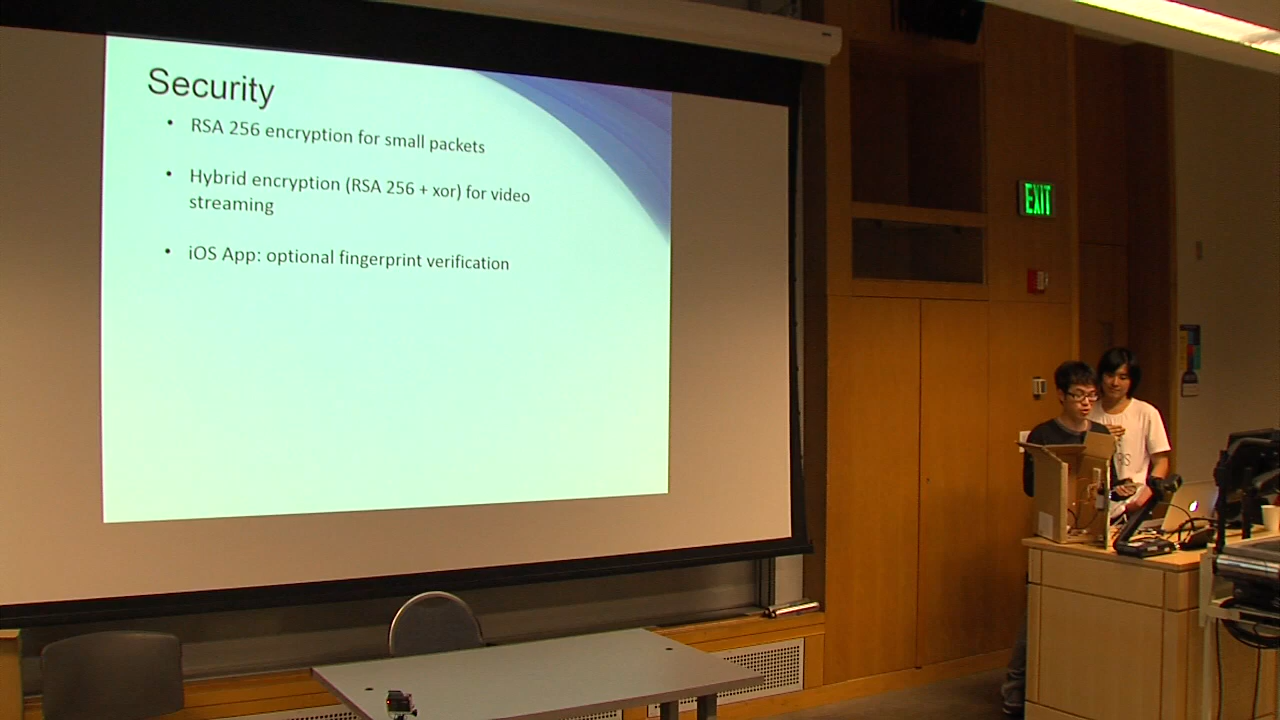 Security
• RSA 256 encryption for small packets
• Hybrid encryption (RSA 256 + xor) for video
streaming
• iOS App: optional fingerprint verification
EXIT